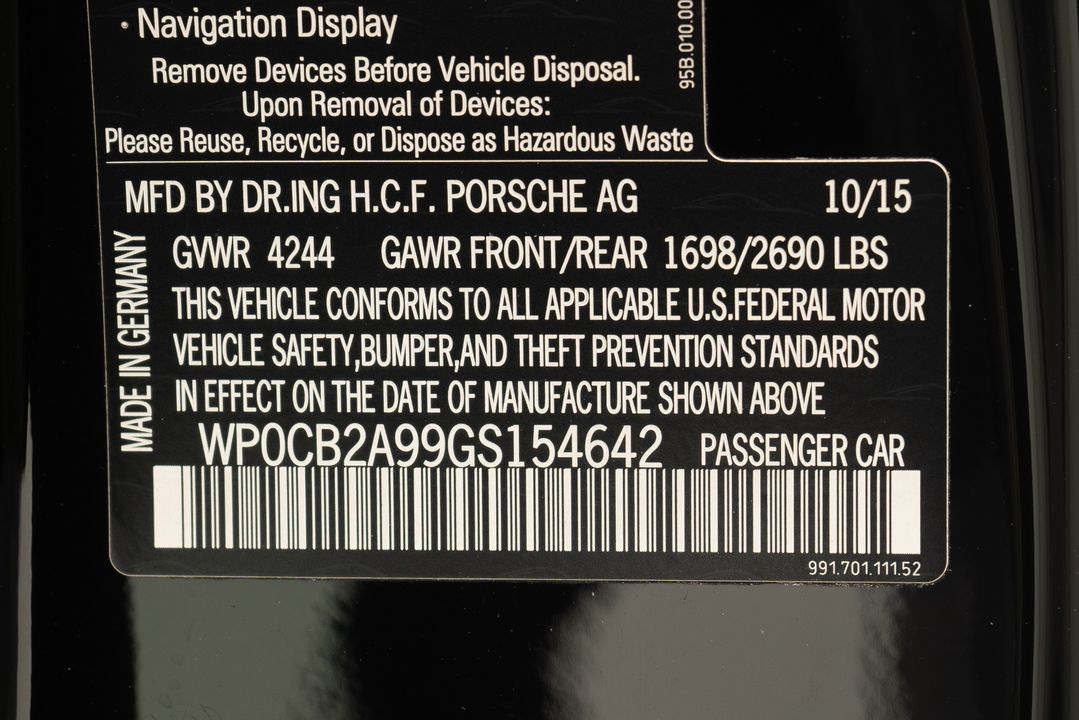 • Navigation Display
Remove Devices Before Vehicle Disposal.
Upon Removal of Devices:
Please Reuse, Recycle, or Dispose as Hazardous Waste
95B.010.00
MFD BY DR.ING H.C.F. PORSCHE AG 10/15
MADE IN GERMANY
GVWR 4244 GAWR FRONT/REAR 1698/2690 LBS
THIS VEHICLE CONFORMS TO ALL APPLICABLE U.S.FEDERAL MOTOR
VEHICLE SAFETY,BUMPER,AND THEFT PREVENTION STANDARDS
IN EFFECT ON THE DATE OF MANUFACTURE SHOWN ABOVE
WP0CB2A99GS154642 PASSENGER CAR
991.701.111.52